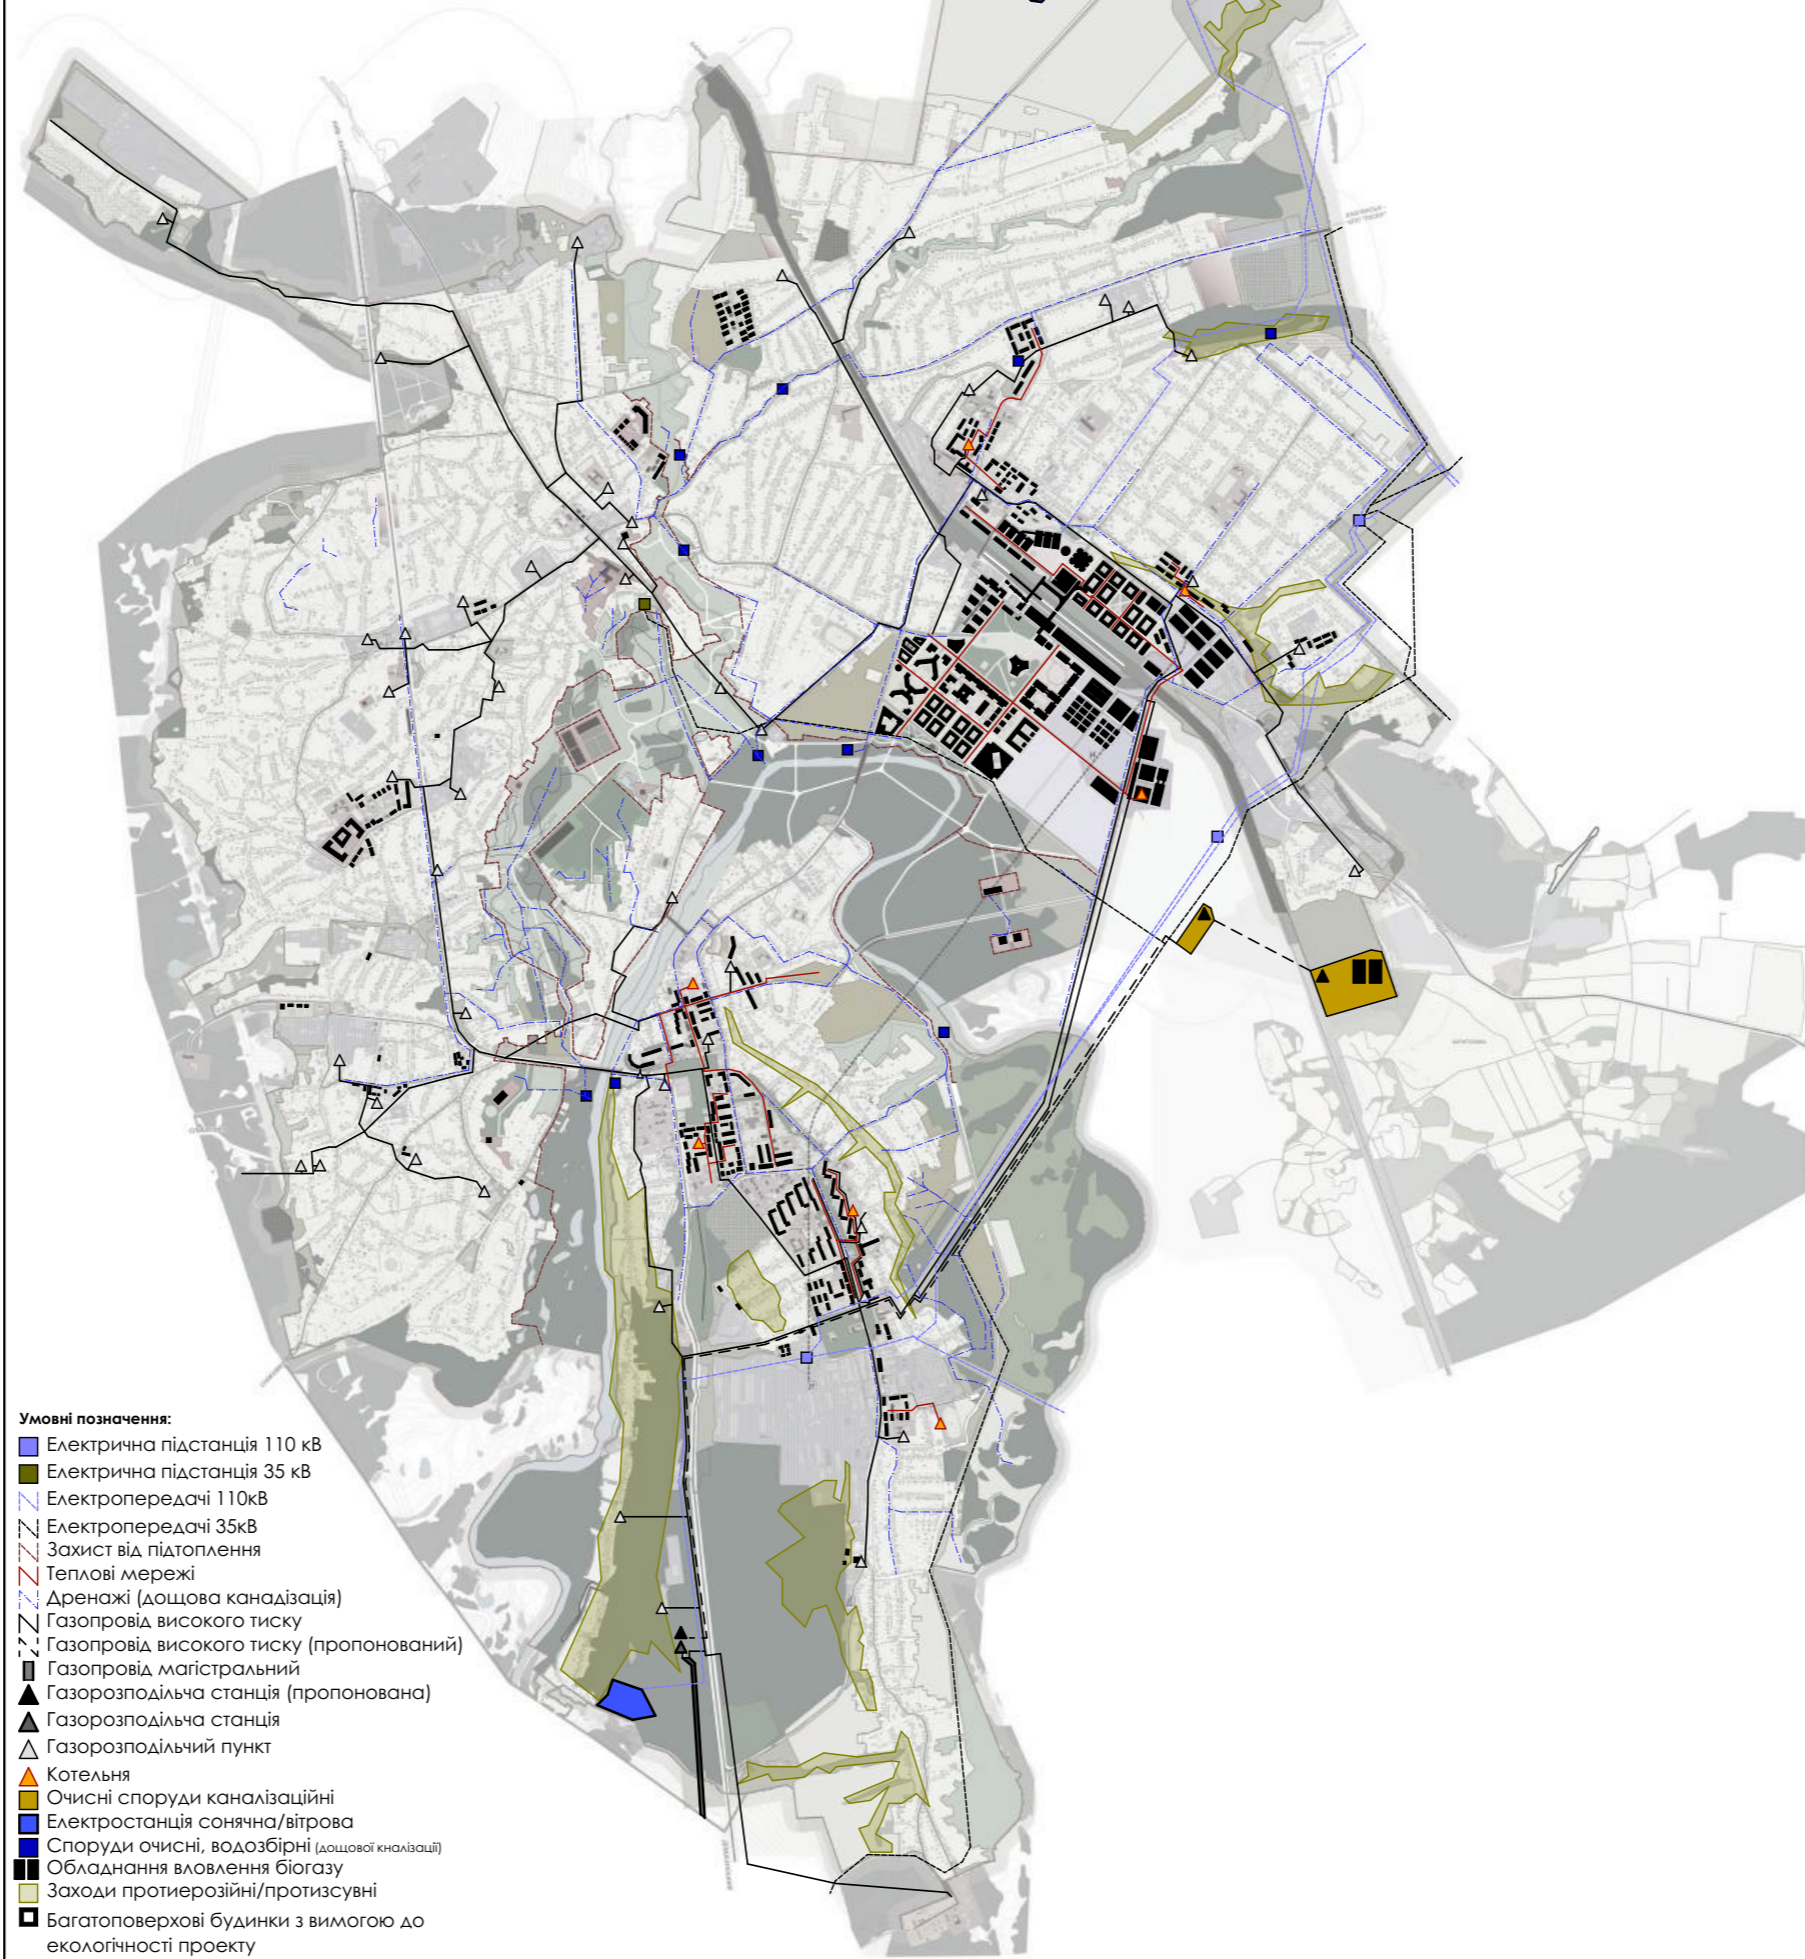 Умовні позначення:
Електрична підстанція 110 кВ
Електрична підстанція 35 кВ
Електропередачі 110кВ
Електропередачі 35кВ
Захист від підтоплення
Теплові мережі
Дренажі (дощова канадізація)
Газопровід високого тиску
Газопровід високого тиску (пропонований)
Газопровід магістральний
Газорозподільча станція (пропонована)
Газорозподільча станція
Газорозподільчий пункт
Котельня
Очисні споруди каналізаційні
Електростанція сонячна/вітрова
Споруди очисні, водозбірні (дощової кналізації)
Обладнання вловлення біогазу
Заходи протиерозійні/протизсувні
Багатоповерхові будинки з вимогою до
екологічності проекту